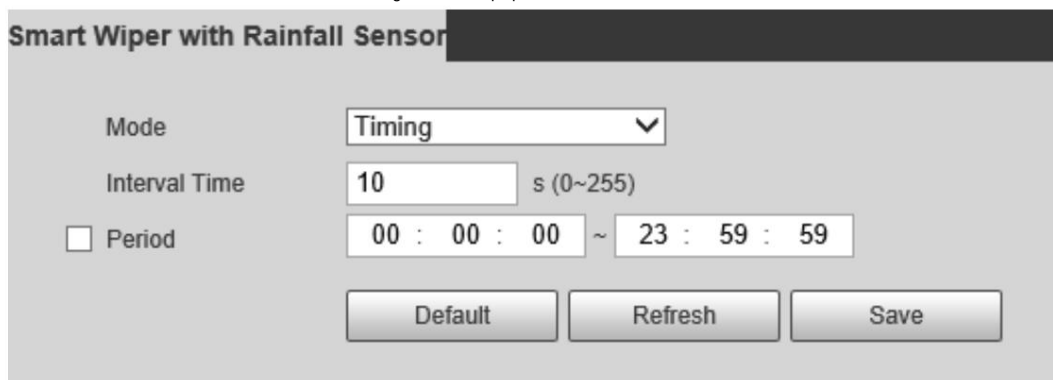 Smart Wiper with Rainfall Sensor
Mode Timing
Interval Time 10 s (0~255)
Period 00 : 00 : 00 ~ 23 : 59 : 59
Default Refresh Save